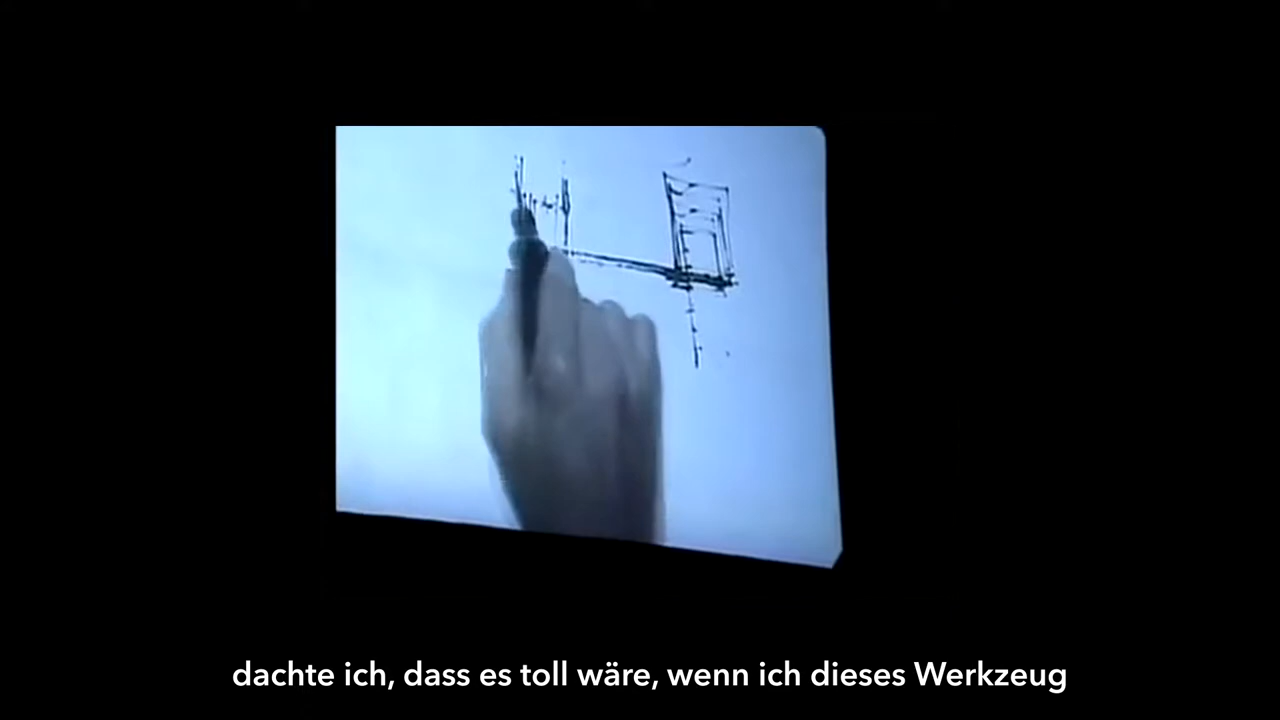 dachte ich, dass es toll wäre, wenn ich dieses Werkzeug